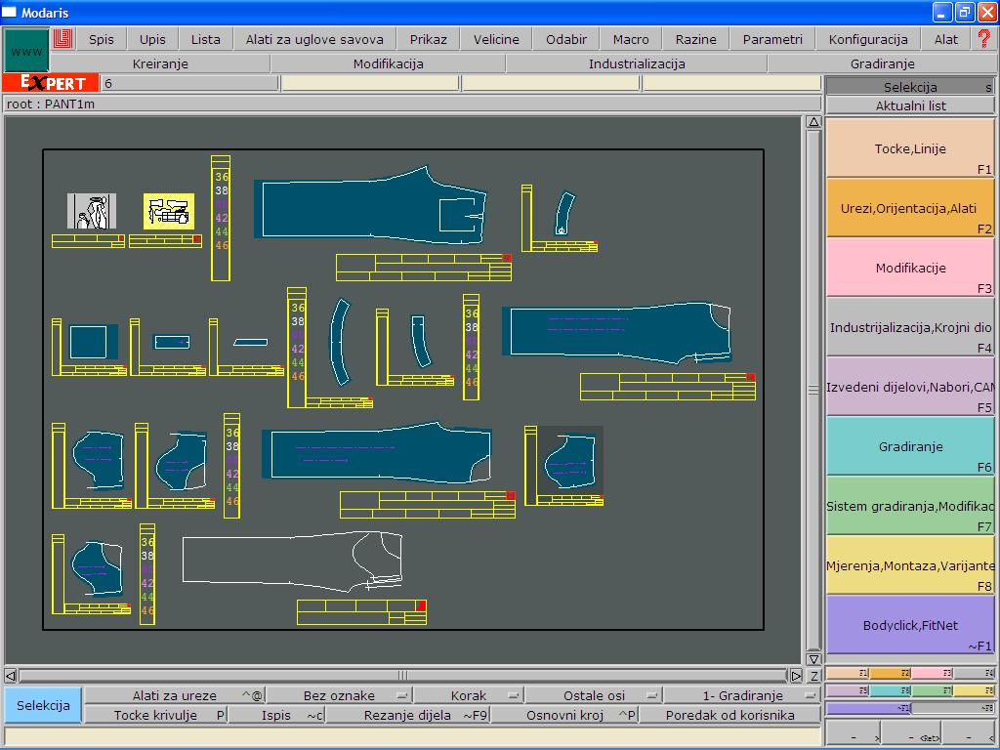 Modaris
www Spis Upis Lista Alati za uglove savova Prikaz Velicine Odabir Macro Razine Parametri Konfiguracija Alat ?
Kreiranje Modifikacija Industrializacija Gradiranje
EXPERT 6 Selekcija s
root : PANT1m Aktualni list
Tocke,Linije
F1
Urezi,Orijentacija,Alati
F2
Modifikacije
F3
Industrijalizacija,Krojni dio
F4
Izvedeni dijelovi,Nabori,CAM
F5
Gradiranje
F6
Sistem gradiranja,Modifikac
F7
Mjerenja,Montaza,Varijante
F8
Bodyclick,FitNet
~F1
36
38
42
44
46
36
38
42
44
46
36
38
42
44
46
36
38
42
44
46
36
38
42
44
46
Z
F1 F2 F3 F4
F5 F6 F7 F8
~F1 ~F8
Selekcija
Alati za ureze ^@ Bez oznake Korak Ostale osi 1- Gradiranje
Tocke krivulje P Ispis ~c Rezanje dijela ~F9 Osnovni kroj ^P Poredak od korisnika
- > - <Ret> - <